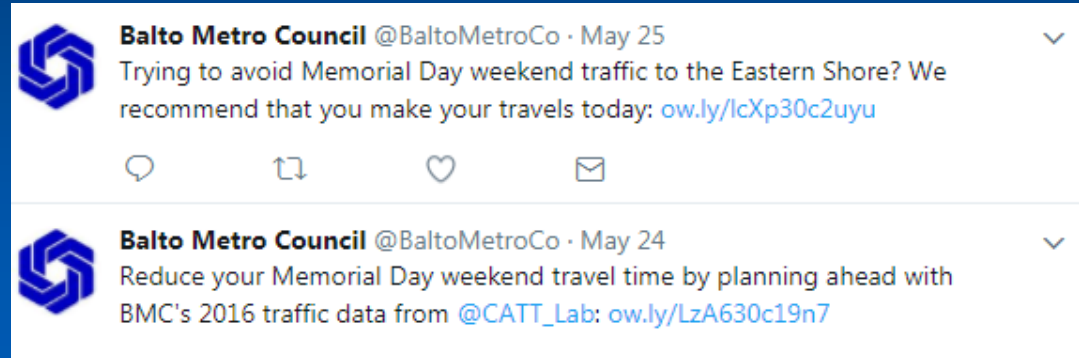 Balto Metro Council @BaltoMetroCo · May 25
Trying to avoid Memorial Day weekend traffic to the Eastern Shore? We
recommend that you make your travels today: ow.ly/lcXp30c2uyu
Balto Metro Council @BaltoMetroCo · May 24
Reduce your Memorial Day weekend travel time by planning ahead with
BMC's 2016 traffic data from @CATT_Lab: ow.ly/LzA630c19n7